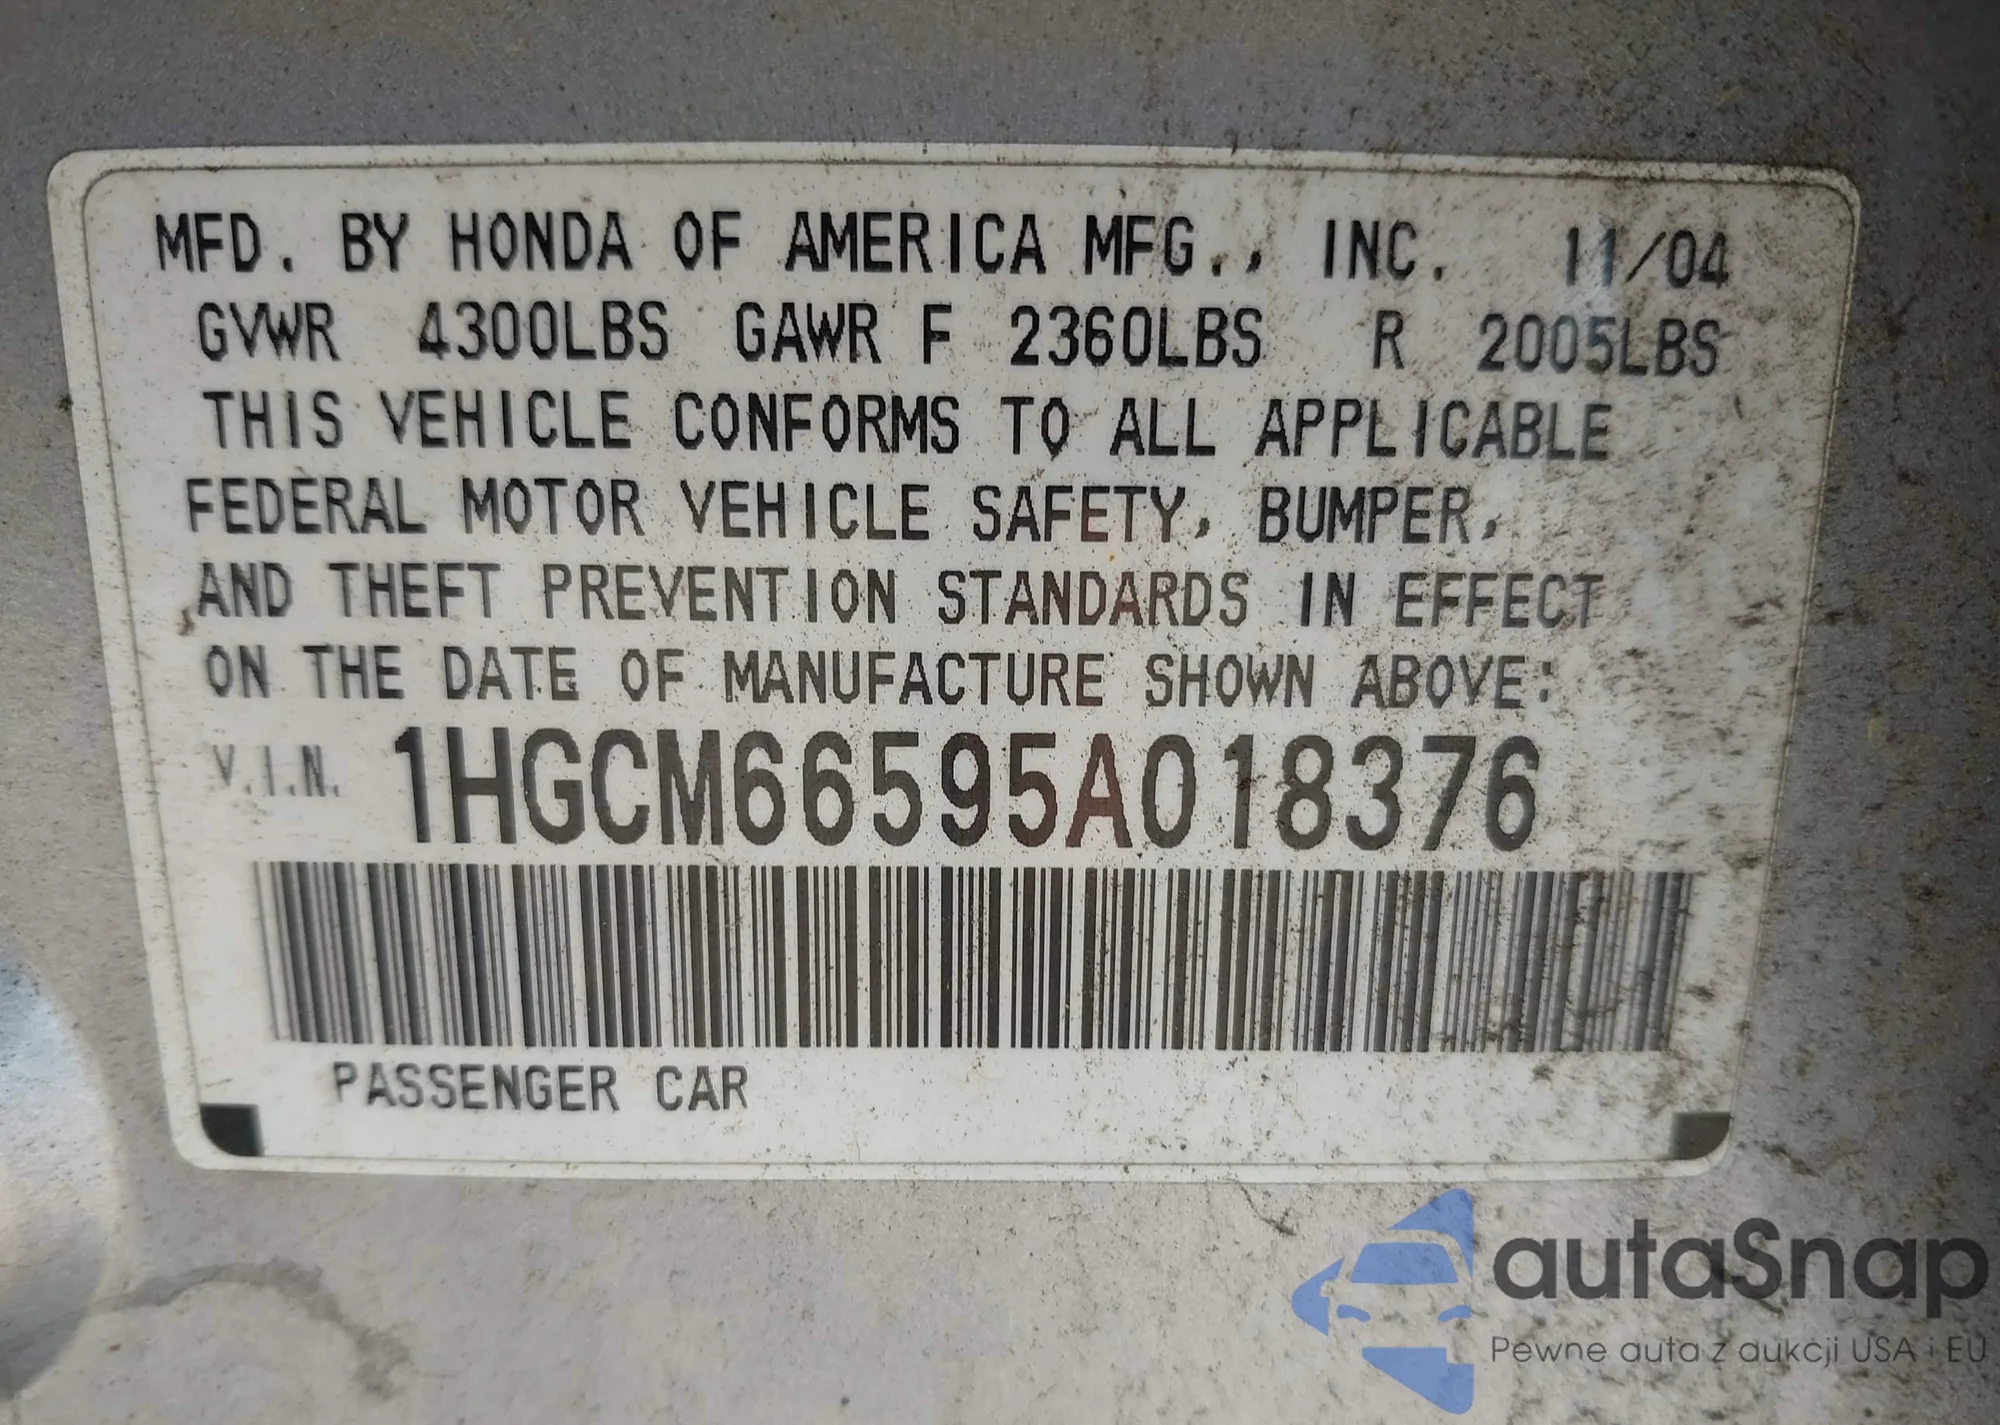 MFD. BY HONDA OF AMERICA MFG., INC. 11/04
GVWR 4300LBS GAWR F 2360LBS R 2005LBS
THIS VEHICLE CONFORMS TO ALL APPLICABLE
FEDERAL MOTOR VEHICLE SAFETY, BUMPER,
AND THEFT PREVENTION STANDARDS IN EFFECT
ON THE DATE OF MANUFACTURE SHOWN ABOVE:
V.I.N. 1HGCM66595A018376
PASSENGER CAR
autaSnap
Pewne auta z aukcji USA i EU